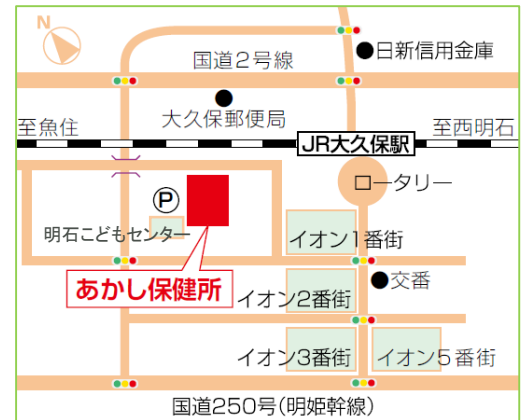 N
日新信用金庫
国道2号線
大久保郵便局
至魚住
JR大久保駅
至西明石
P
ロータリー
明石こどもセンター
イオン1番街
あかし保健所
交番
イオン2番街
イオン3番街
イオン5番街
国道250号(明姫幹線)